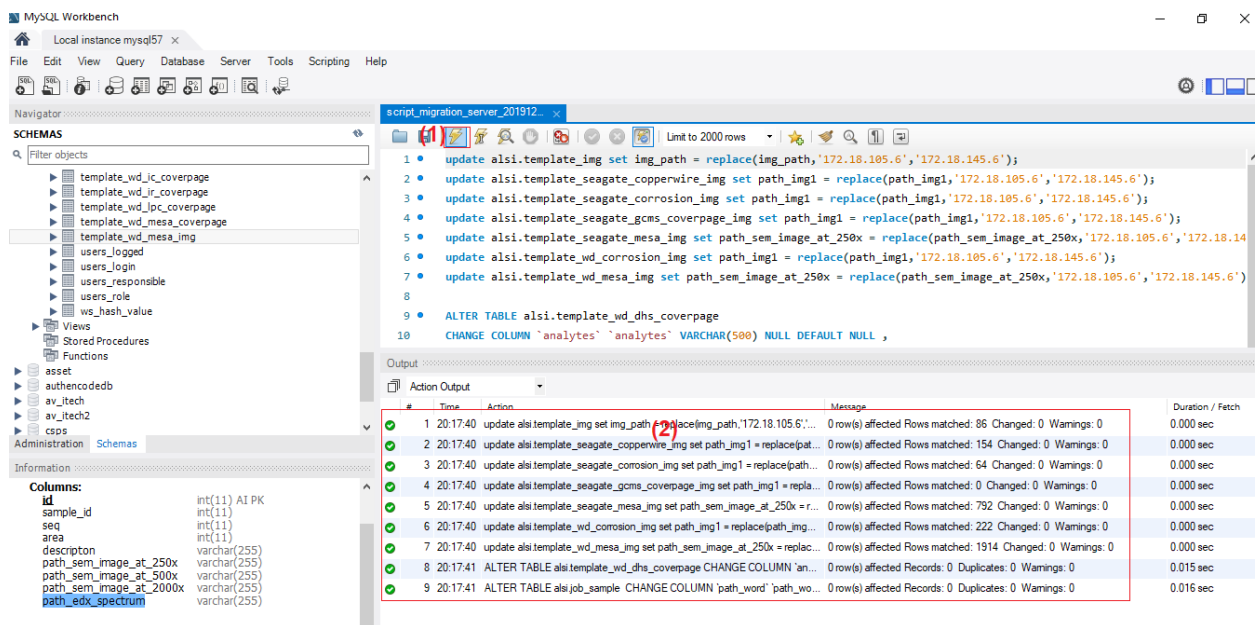 MySQL Workbench
Local instance mysql57
File Edit View Query Database Server Tools Scripting Help
Navigator
SCHEMAS
Filter objects
template_wd_ic_coverpage
template_wd_ir_coverpage
template_wd_lpc_coverpage
template_wd_mesa_coverpage
template_wd_mesa_img
users_logged
users_login
users_responsible
users_role
ws_hash_value
Views
Stored Procedures
Functions
asset
authencodedb
av_itech
av_itech2
csps
Administration Schemas
Information
Columns:
id int(11) AI PK
sample_id int(11)
seq int(11)
area int(11)
descripton varchar(255)
path_sem_image_at_250x varchar(255)
path_sem_image_at_500x varchar(255)
path_sem_image_at_2000x varchar(255)
path_edx_spectrum varchar(255)
script_migration_server_201912...
(1)
Limit to 2000 rows
1 update alsi.template_img set img_path = replace(img_path,'172.18.105.6','172.18.145.6');
2 update alsi.template_seagate_copperwire_img set path_img1 = replace(path_img1,'172.18.105.6','172.18.145.6');
3 update alsi.template_seagate_corrosion_img set path_img1 = replace(path_img1,'172.18.105.6','172.18.145.6');
4 update alsi.template_seagate_gcms_coverpage_img set path_img1 = replace(path_img1,'172.18.105.6','172.18.145.6');
5 update alsi.template_seagate_mesa_img set path_sem_image_at_250x = replace(path_sem_image_at_250x,'172.18.105.6','172.18.14
6 update alsi.template_wd_corrosion_img set path_img1 = replace(path_img1,'172.18.105.6','172.18.145.6');
7 update alsi.template_wd_mesa_img set path_sem_image_at_250x = replace(path_sem_image_at_250x,'172.18.105.6','172.18.145.6')
8
9 ALTER TABLE alsi.template_wd_dhs_coverpage
10 CHANGE COLUMN `analytes` `analytes` VARCHAR(500) NULL DEFAULT NULL ,
Output
Action Output
# Time Action Message Duration / Fetch
(2)
1 20:17:40 update alsi.template_img set img_path = replace(img_path,'172.18.105.6','... 0 row(s) affected Rows matched: 86 Changed: 0 Warnings: 0 0.000 sec
2 20:17:40 update alsi.template_seagate_copperwire_img set path_img1 = replace(pat... 0 row(s) affected Rows matched: 154 Changed: 0 Warnings: 0 0.000 sec
3 20:17:40 update alsi.template_seagate_corrosion_img set path_img1 = replace(path... 0 row(s) affected Rows matched: 64 Changed: 0 Warnings: 0 0.000 sec
4 20:17:40 update alsi.template_seagate_gcms_coverpage_img set path_img1 = repla... 0 row(s) affected Rows matched: 0 Changed: 0 Warnings: 0 0.000 sec
5 20:17:40 update alsi.template_seagate_mesa_img set path_sem_image_at_250x = r... 0 row(s) affected Rows matched: 792 Changed: 0 Warnings: 0 0.000 sec
6 20:17:40 update alsi.template_wd_corrosion_img set path_img1 = replace(path_img... 0 row(s) affected Rows matched: 222 Changed: 0 Warnings: 0 0.000 sec
7 20:17:40 update alsi.template_wd_mesa_img set path_sem_image_at_250x = replac... 0 row(s) affected Rows matched: 1914 Changed: 0 Warnings: 0 0.000 sec
8 20:17:41 ALTER TABLE alsi.template_wd_dhs_coverpage CHANGE COLUMN `an... 0 row(s) affected Records: 0 Duplicates: 0 Warnings: 0 0.015 sec
9 20:17:41 ALTER TABLE alsi.job_sample CHANGE COLUMN `path_word` `path_wo... 0 row(s) affected Records: 0 Duplicates: 0 Warnings: 0 0.016 sec